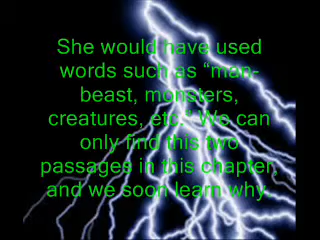 She would have used
words such as “man-
beast, monsters,
creatures, etc.” We can
only find this two
passages in this chapter,
and we soon learn why.